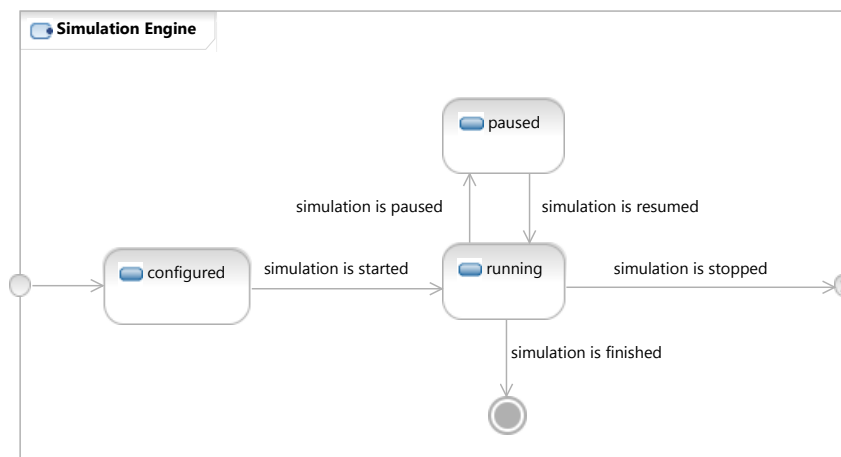 Simulation Engine
paused
simulation is paused
simulation is resumed
configured
simulation is started
running
simulation is stopped
simulation is finished